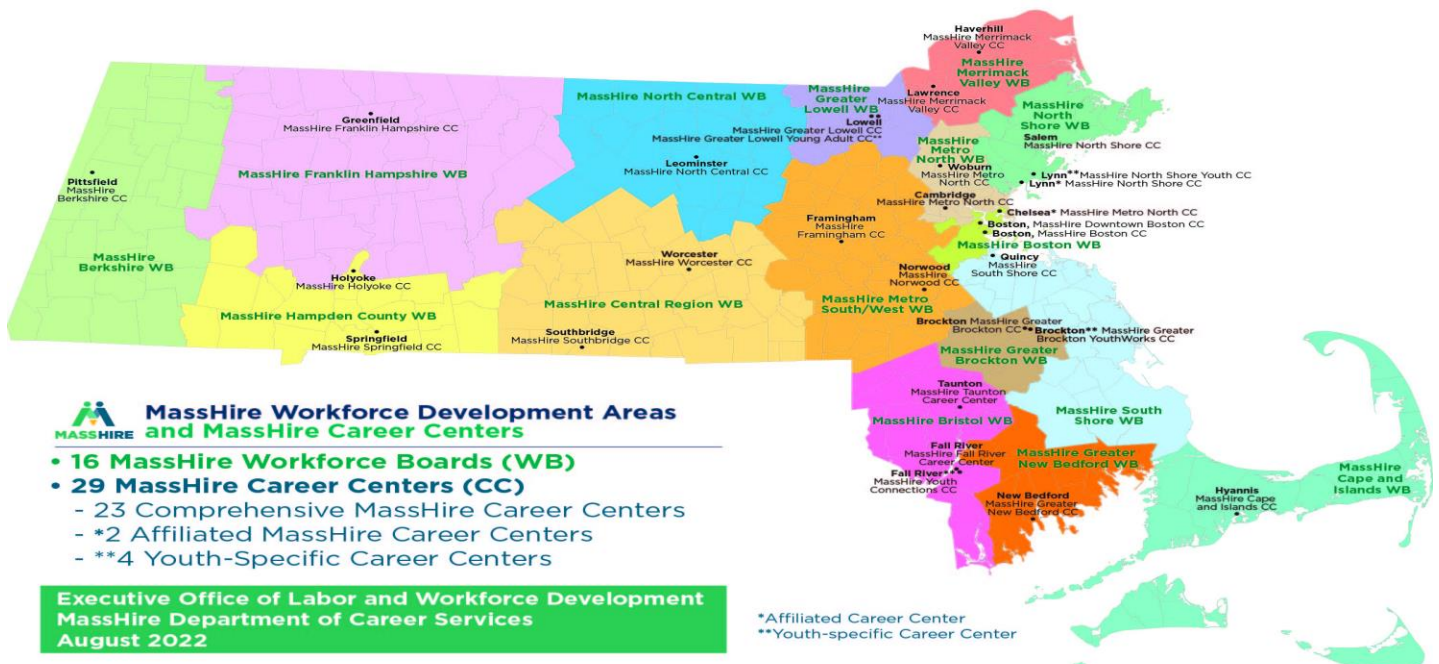 Haverhill
MassHire Merrimack
Valley CC
MassHire
Merrimack
Valley WB
MassHire North Central WB
MassHire
Greater
Lowell WB
Lawrence
MassHire Merrimack
Valley CC
MassHire
North
Shore WB
Greenfield
MassHire Franklin Hampshire CC
Lowell
MassHire Greater Lowell CC
MassHire Greater Lowell Young Adult CC**
Salem
MassHire North Shore CC
MassHire
Metro
North WB
Woburn
MassHire Metro
North CC
Leominster
MassHire North Central CC
Pittsfield
MassHire
Berkshire CC
MassHire Franklin Hampshire WB
Lynn** MassHire North Shore Youth CC
Lynn* MassHire North Shore CC
Cambridge
MassHire Metro North CC
Chelsea* MassHire Metro North CC
Framingham
MassHire
Framingham CC
Boston, MassHire Downtown Boston CC
Boston, MassHire Boston CC
MassHire Boston WB
MassHire
Berkshire WB
Worcester
MassHire Worcester CC
Quincy
MassHire
South Shore CC
Holyoke
MassHire Holyoke CC
Norwood
MassHire
Norwood CC
MassHire Central Region WB
MassHire Metro
South/West WB
MassHire Hampden County WB
Springfield
MassHire Springfield CC
Southbridge
MassHire Southbridge CC
Brockton MassHire Greater
Brockton CC
Brockton** MassHire Greater
Brockton YouthWorks CC
MassHire Greater
Brockton WB
Taunton
MassHire Taunton
Career Center
MassHire Bristol WB
MassHire South
Shore WB
Fall River
MassHire Fall River
Career Center
MassHire Greater
New Bedford WB
Fall River**
MassHire Youth
Connections CC
New Bedford
MassHire Greater
New Bedford CC
MassHire
Cape and
Islands WB
Hyannis
MassHire Cape
and Islands CC
MASSHIRE
MassHire Workforce Development Areas
and MassHire Career Centers
• 16 MassHire Workforce Boards (WB)
• 29 MassHire Career Centers (CC)
- 23 Comprehensive MassHire Career Centers
- *2 Affiliated MassHire Career Centers
- **4 Youth-Specific Career Centers
Executive Office of Labor and Workforce Development
MassHire Department of Career Services
August 2022
*Affiliated Career Center
**Youth-specific Career Center